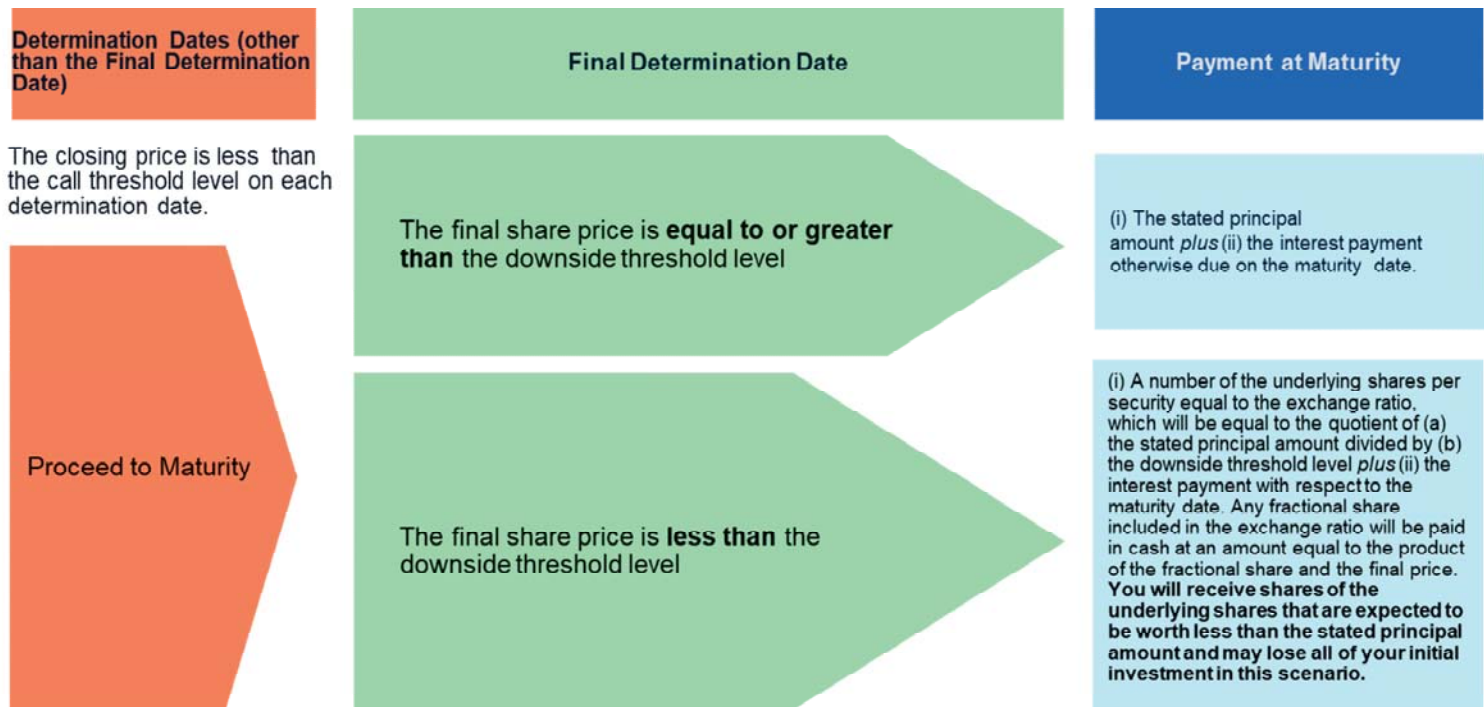 Determination Dates (other
than the Final Determination
Date)
Final Determination Date
Payment at Maturity
The closing price is less than
the call threshold level on each
determination date.
Proceed to Maturity
The final share price is equal to or greater
than the downside threshold level
(i) The stated principal
amount plus (ii) the interest payment
otherwise due on the maturity date.
The final share price is less than the
downside threshold level
(i) A number of the underlying shares per
security equal to the exchange ratio,
which will be equal to the quotient of (a)
the stated principal amount divided by (b)
the downside threshold level plus (ii) the
interest payment with respect to the
maturity date. Any fractional share
included in the exchange ratio will be paid
in cash at an amount equal to the product
of the fractional share and the final price.
You will receive shares of the
underlying shares that are expected to
be worth less than the stated principal
amount and may lose all of your initial
investment in this scenario.